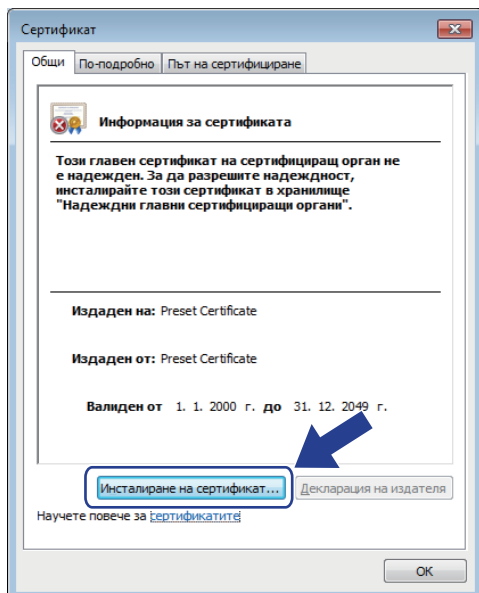 Сертификат
Общи По-подробно Път на сертифициране
Информация за сертификата
Този главен сертификат на сертифициращ орган не
е надежден. За да разрешите надеждност,
инсталирайте този сертификат в хранилище
"Надеждни главни сертифициращи органи".
Издаден на: Preset Certificate
Издаден от: Preset Certificate
Валиден от 1. 1. 2000 г. до 31. 12. 2049 г.
Инсталиране на сертификат... Декларация на издателя
Научете повече за сертификатите
OK